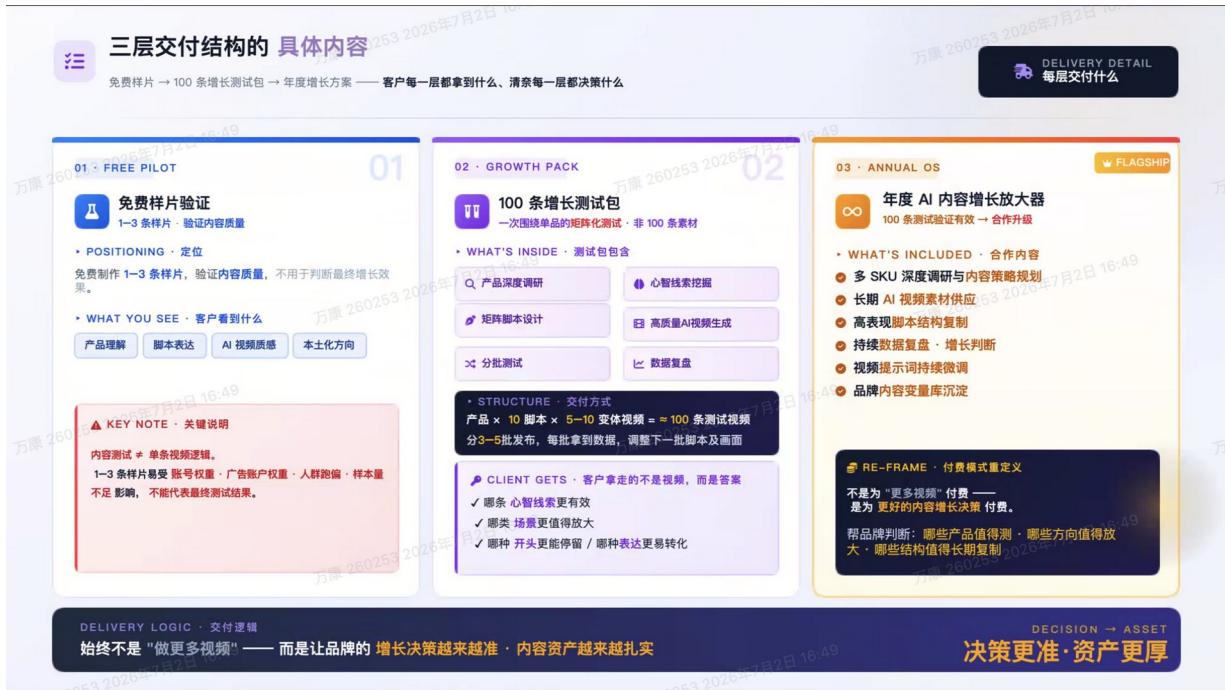 三层交付结构的 具体内容
免费样片 → 100 条增长测试包 → 年度增长方案 —— 客户每一层都拿到什么、清奈每一层都决策什么
DELIVERY DETAIL
每层交付什么
01 · FREE PILOT
01
免费样片验证
1—3 条样片 · 验证内容质量
▸ POSITIONING · 定位
免费制作 1—3 条样片，验证内容质量，不用于判断最终增长效
果。
▸ WHAT YOU SEE · 客户看到什么
产品理解
脚本表达
AI 视频质感
本土化方向
KEY NOTE · 关键说明
内容测试 ≠ 单条视频逻辑。
1—3 条样片易受 账号权重 · 广告账户权重 · 人群跑偏 · 样本量
不足 影响， 不能代表最终测试结果。
02 · GROWTH PACK
02
100 条增长测试包
一次围绕单品的矩阵化测试 · 非 100 条素材
▸ WHAT'S INSIDE · 测试包包含
产品深度调研
心智线索挖掘
矩阵脚本设计
高质量AI视频生成
分批测试
数据复盘
▸ STRUCTURE · 交付方式
产品 × 10 脚本 × 5—10 变体视频 = ≈ 100 条测试视频
分3—5批发布，每批拿到数据，调整下一批脚本及画面
CLIENT GETS · 客户拿走的不是视频，而是答案
✓ 哪条 心智线索更有效
✓ 哪类 场景更值得放大
✓ 哪种 开头更能停留 / 哪种表达更易转化
03 · ANNUAL OS
FLAGSHIP
年度 AI 内容增长放大器
100 条测试验证有效 → 合作升级
▸ WHAT'S INCLUDED · 合作内容
多 SKU 深度调研与内容策略规划
长期 AI 视频素材供应
高表现脚本结构复制
持续数据复盘 · 增长判断
视频提示词持续微调
品牌内容变量库沉淀
RE-FRAME · 付费模式重定义
不是为 "更多视频" 付费 ——
是为 更好的内容增长决策 付费。
帮品牌判断：哪些产品值得测 · 哪些方向值得放
大 · 哪些结构值得长期复制
DELIVERY LOGIC · 交付逻辑
始终不是 "做更多视频" —— 而是让品牌的 增长决策越来越准 · 内容资产越来越扎实
DECISION → ASSET
决策更准·资产更厚
万康 260253 2026年7月2日 16:49